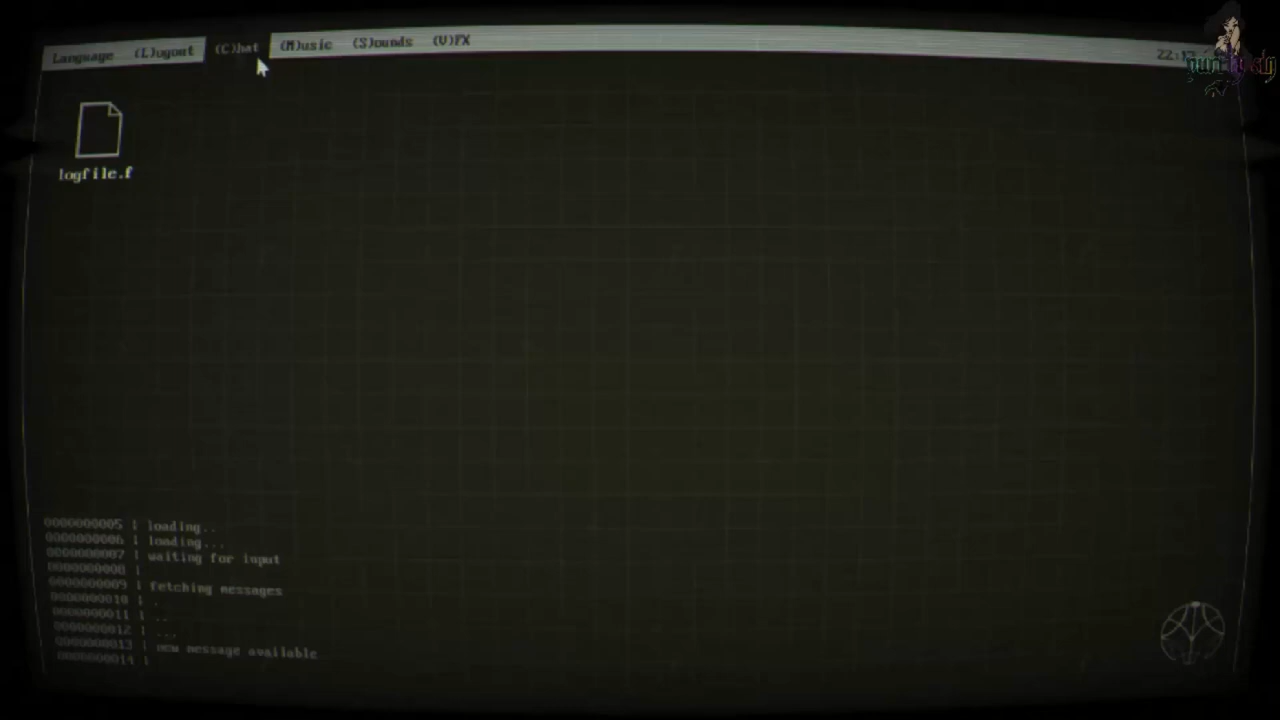 Language (L)ayout (C)hat (M)usic (S)ounds (V)FX
logfile.f
0000000005 | loading..
0000000006 | loading...
0000000007 | waiting for input
0000000008 |
0000000009 | fetching messages
0000000010 | .
0000000011 | ..
0000000012 | ...
0000000013 | new message available
0000000014 |